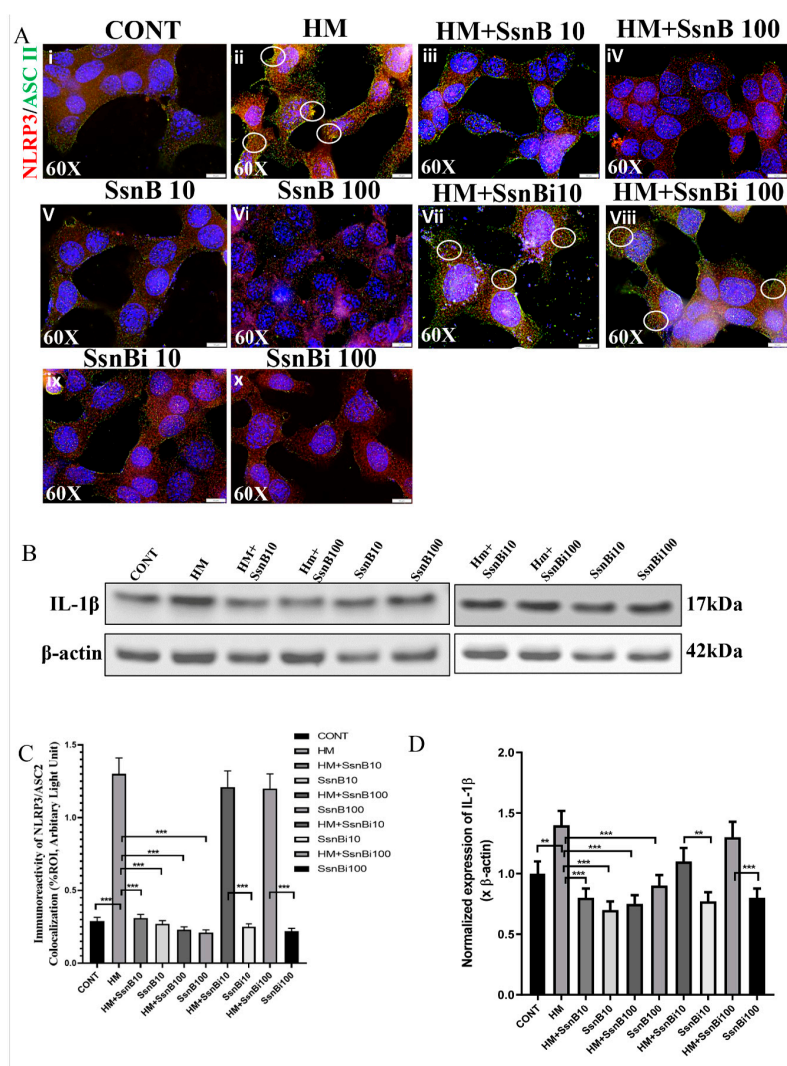 A
CONT
HM
HM+SsnB 10
HM+SsnB 100
NLRP3/ASC II
i
ii
iii
iV
60X
60X
60X
60X
SsnB 10
SsnB 100
HM+SsnBi10
HM+SsnBi 100
V
Vi
Vii
Viii
60X
60X
60X
60X
SsnBi 10
SsnBi 100
ix
x
60X
60X
B
CONT
HM
HM+
SsnB10
Hm+
SsnB100
SsnB10
SsnB100
Hm+
SsnBi10
Hm+
SsnBi100
SsnBi10
SsnBi100
IL-1β
17kDa
β-actin
42kDa
C
Immunoreactivity of NLRP3/ASC2
Colocalization (%ROI, Arbitary Light Unit)
1.5
1.0
0.5
0.0
***
***
***
***
***
***
***
CONT
HM
HM+SsnB10
SsnB10
HM+SsnB100
SsnB100
HM+SsnBi10
SsnBi10
HM+SsnBi100
SsnBi100
CONT
HM
HM+SsnB10
SsnB10
HM+SsnB100
SsnB100
HM+SsnBi10
SsnBi10
HM+SsnBi100
SsnBi100
D
Normalized expression of IL-1β
(x β-actin)
2.0
1.5
1.0
0.5
0.0
**
***
***
***
***
**
***
CONT
HM
HM+SsnB10
SsnB10
HM+SsnB100
SsnB100
HM+SsnBi10
SsnBi10
HM+SsnBi100
SsnBi100